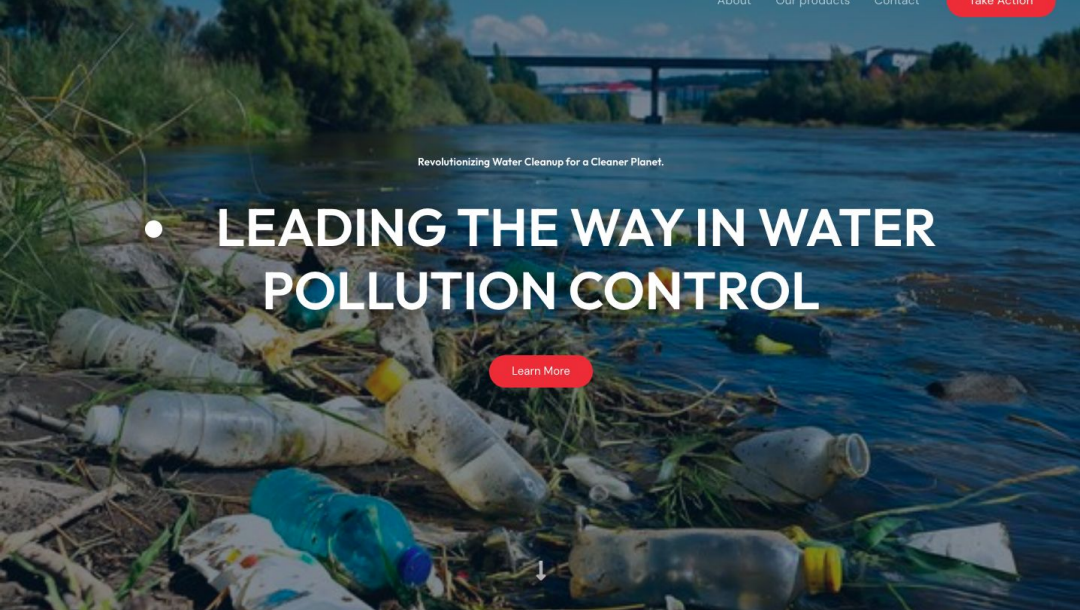 About Our products Contact Take Action
Revolutionizing Water Cleanup for a Cleaner Planet.
• LEADING THE WAY IN WATER
POLLUTION CONTROL
Learn More